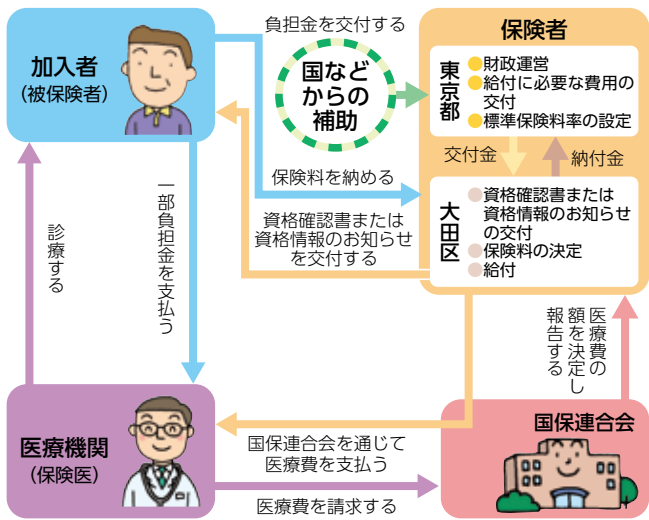 加入者
(被保険者)
負担金を交付する
国など
からの
補助
保険者
東京都
●財政運営
●給付に必要な費用の
交付
●標準保険料率の設定
交付金
納付金
大田区
●資格確認書または
資格情報のお知らせ
の交付
●保険料の決定
●給付
保険料を納める
資格確認書または
資格情報のお知らせ
を交付する
診療する
一部負担金を支払う
医療費の
額を決定し
報告する
医療機関
(保険医)
国保連合会を通じて
医療費を支払う
医療費を請求する
国保連合会